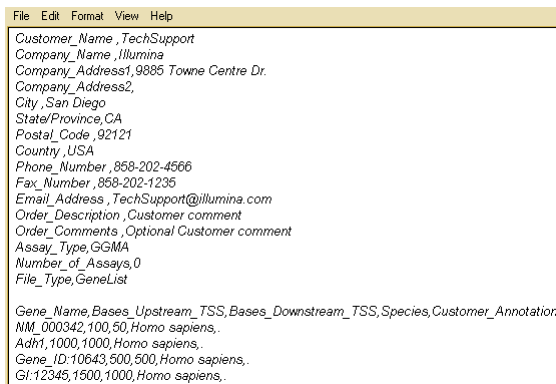 File Edit Format View Help
Customer_Name ,TechSupport
Company_Name ,Illumina
Company_Address1,9885 Towne Centre Dr.
Company_Address2,
City ,San Diego
State/Province,CA
Postal_Code ,92121
Country ,USA
Phone_Number ,858-202-4566
Fax_Number ,858-202-1235
Email_Address ,TechSupport@illumina.com
Order_Description ,Customer comment
Order_Comments ,Optional Customer comment
Assay_Type,GGMA
Number_of_Assays,0
File_Type,GeneList
Gene_Name,Bases_Upstream_TSS,Bases_Downstream_TSS,Species,Customer_Annotation
NM_000342,100,50,Homo sapiens,.
Adh1,1000,1000,Homo sapiens,.
Gene_ID:10643,500,500,Homo sapiens,.
GI:12345,1500,1000,Homo sapiens,.